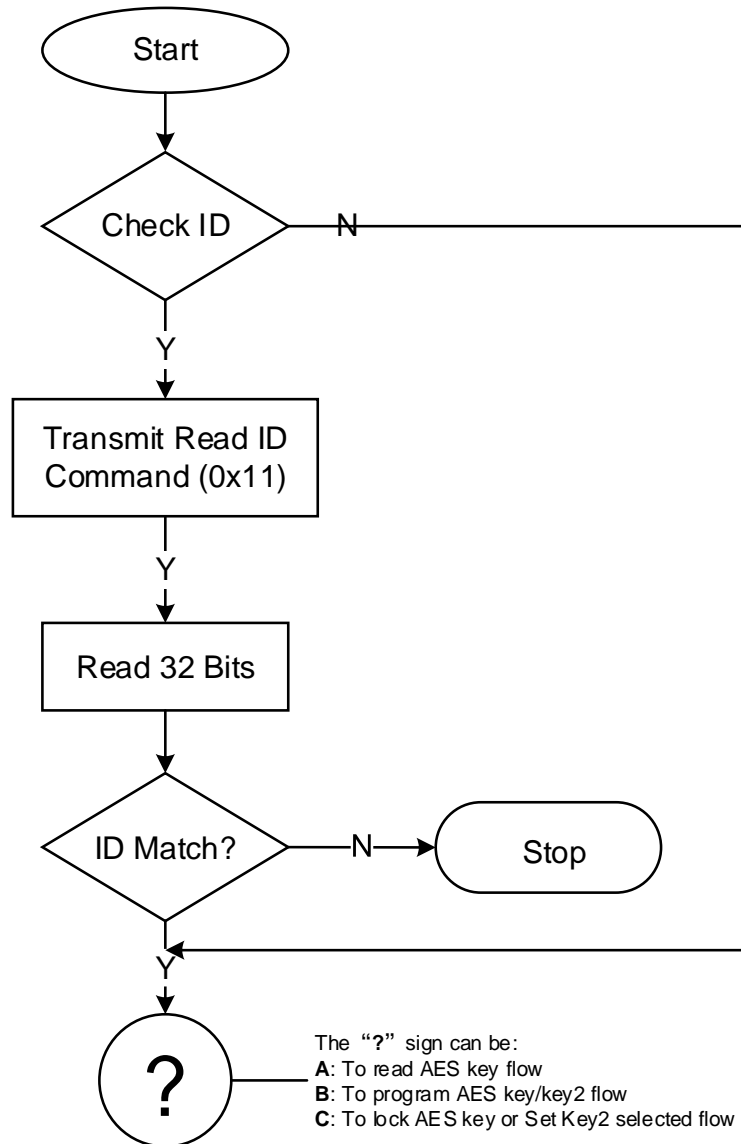 Start
Check ID
N
Y
Transmit Read ID
Command (0x11)
Y
Read 32 Bits
ID Match?
N
Stop
Y
?
The “?” sign can be:
A: To read AES key flow
B: To program AES key/key2 flow
C: To lock AES key or Set Key2 selected flow